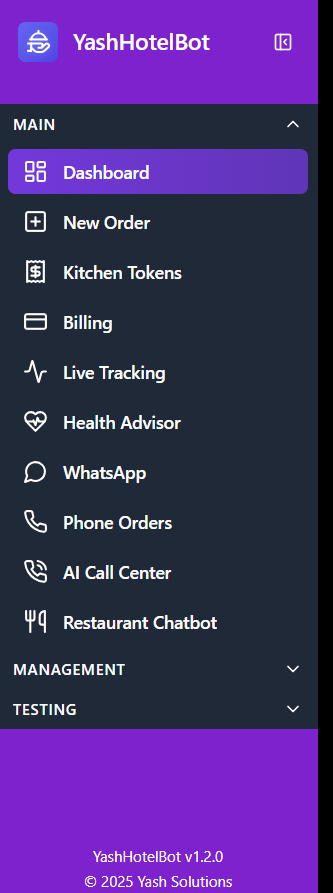 YashHotelBot
MAIN
Dashboard
New Order
Kitchen Tokens
Billing
Live Tracking
Health Advisor
WhatsApp
Phone Orders
AI Call Center
Restaurant Chatbot
MANAGEMENT
TESTING
YashHotelBot v1.2.0
© 2025 Yash Solutions